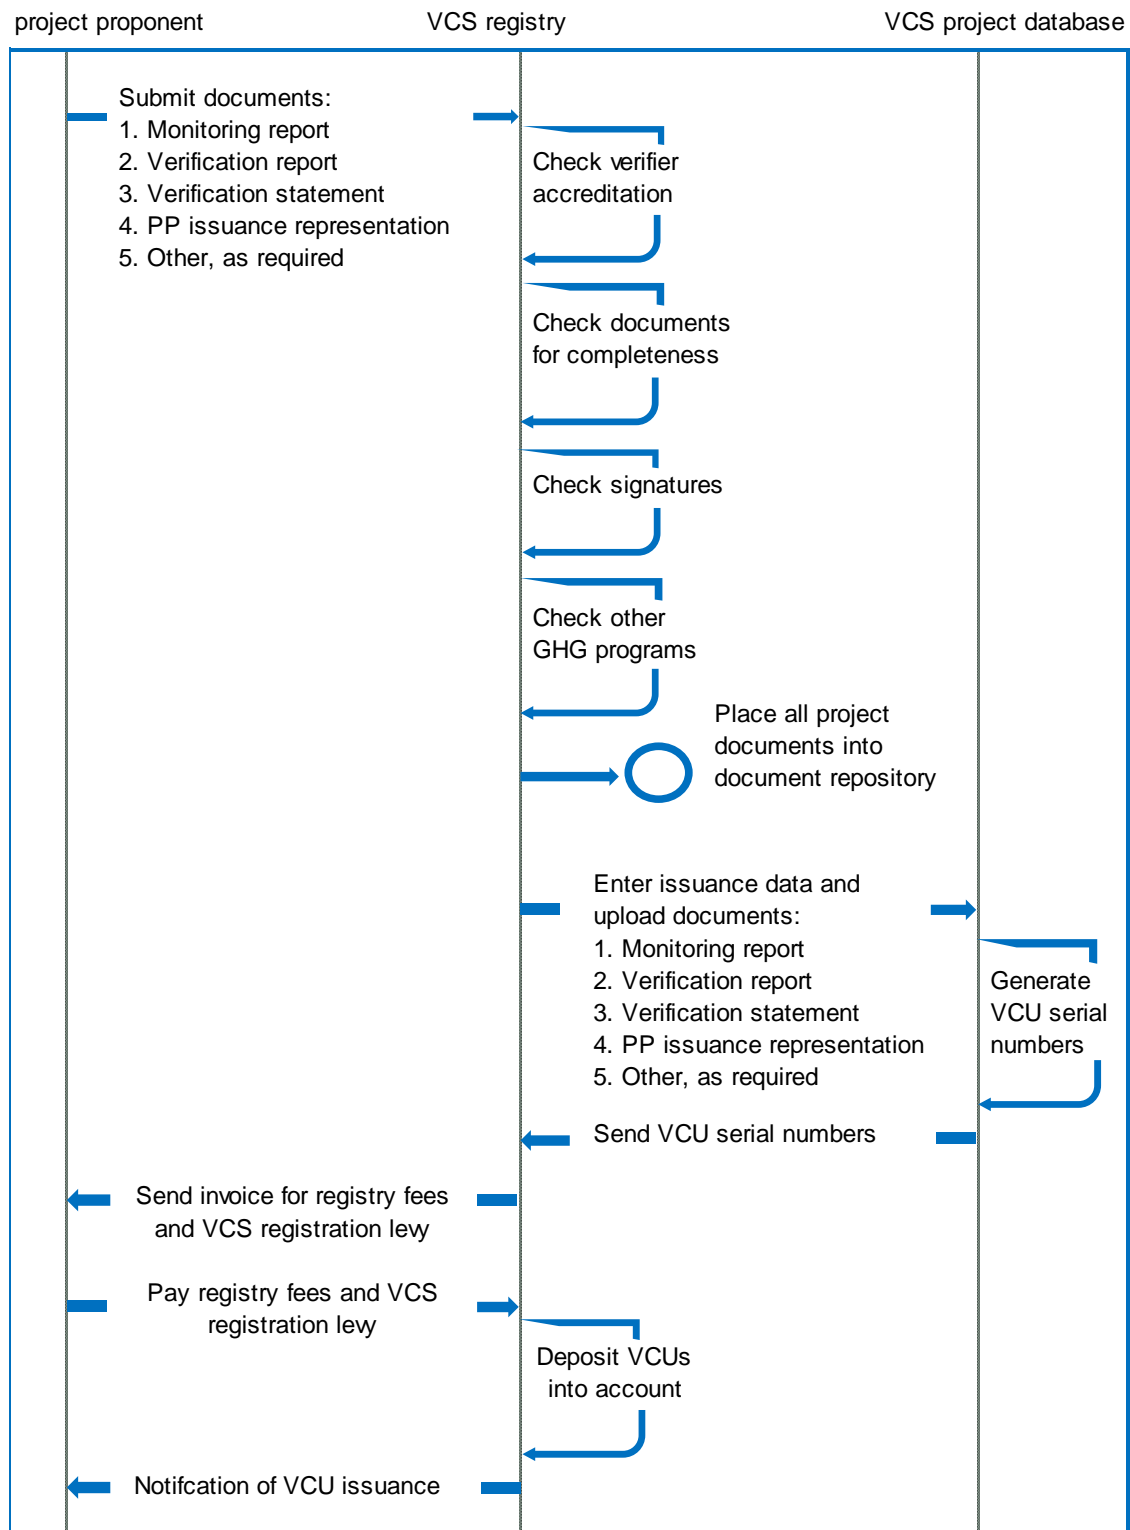 project proponent
VCS registry
VCS project database
Submit documents:
1. Monitoring report
2. Verification report
3. Verification statement
4. PP issuance representation
5. Other, as required
Check verifier
accreditation
Check documents
for completeness
Check signatures
Check other
GHG programs
Place all project
documents into
document repository
Enter issuance data and
upload documents:
1. Monitoring report
2. Verification report
3. Verification statement
4. PP issuance representation
5. Other, as required
Generate
VCU serial
numbers
Send VCU serial numbers
Send invoice for registry fees
and VCS registration levy
Pay registry fees and VCS
registration levy
Deposit VCUs
into account
Notifcation of VCU issuance